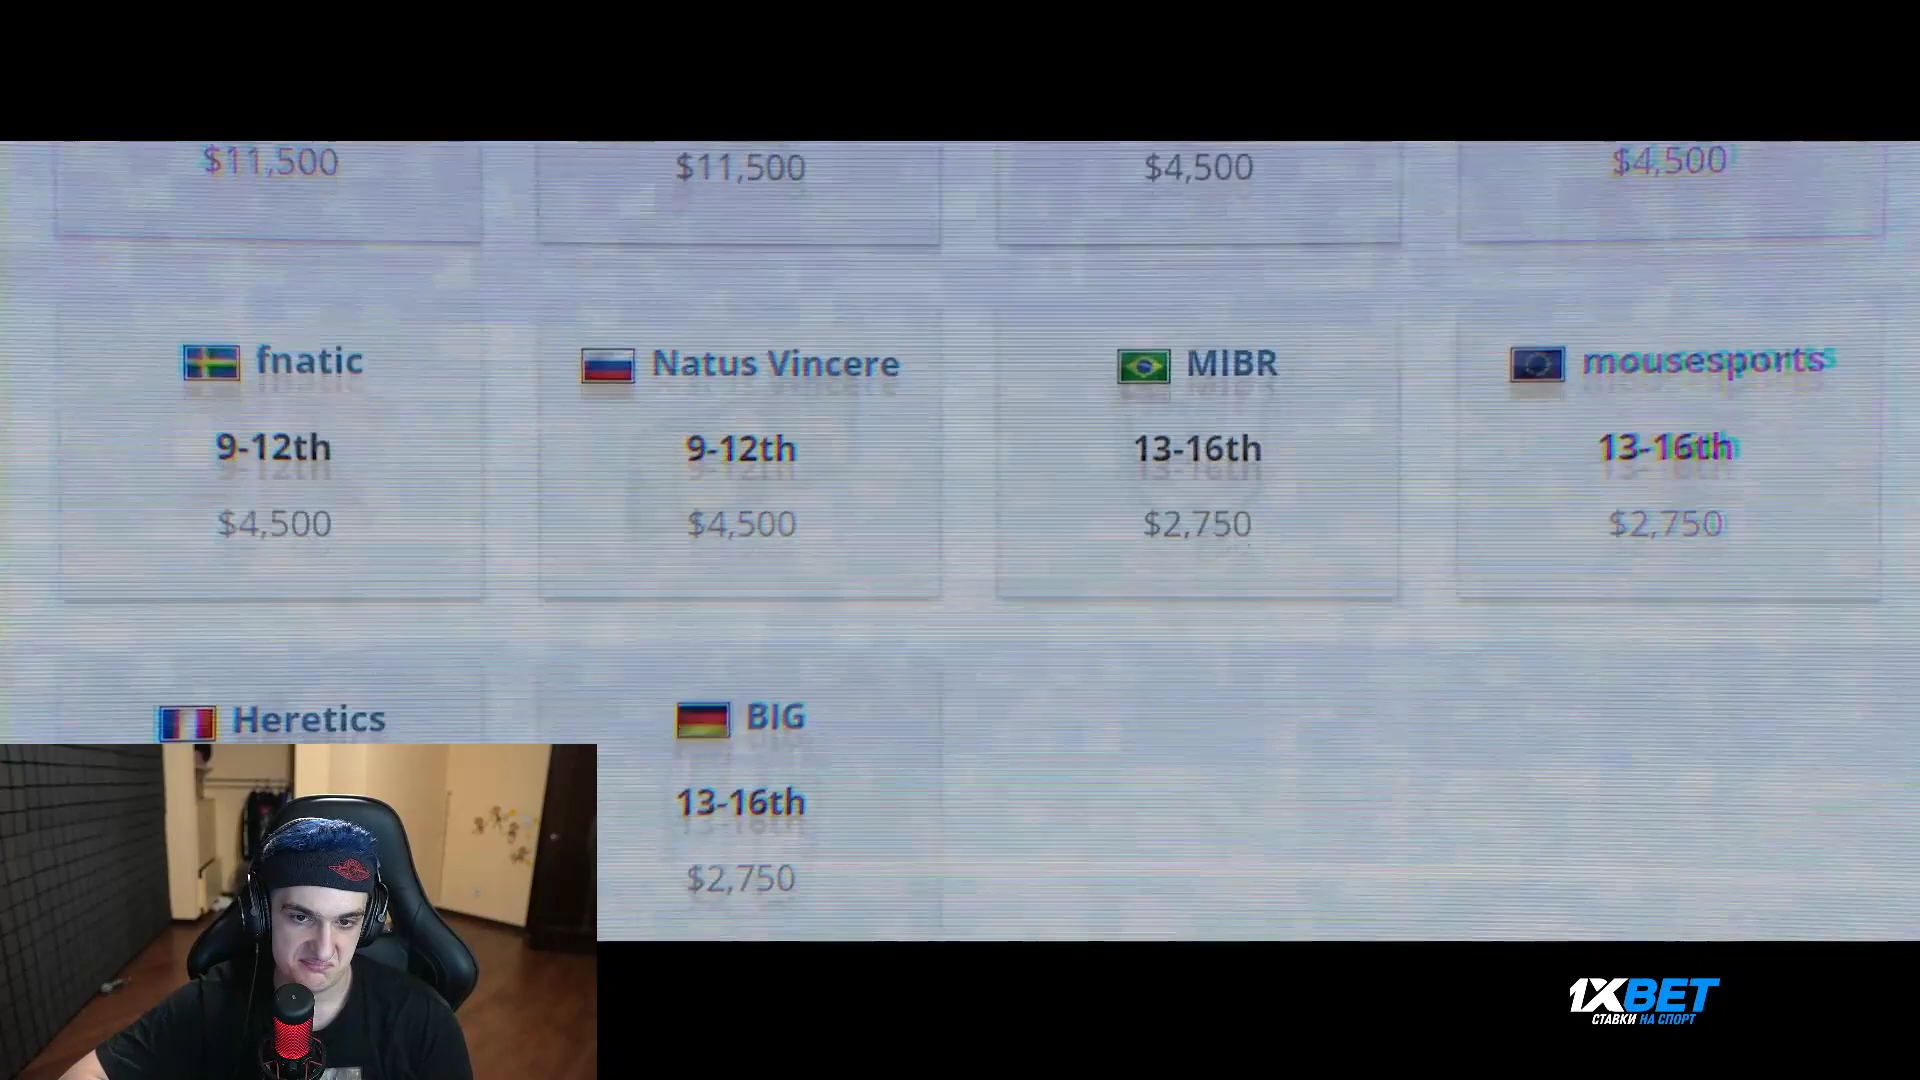 $11,500
$11,500
$4,500
$4,500
fnatic
9-12th
$4,500
Natus Vincere
9-12th
$4,500
MIBR
13-16th
$2,750
mousesports
13-16th
$2,750
Heretics
BIG
13-16th
$2,750
1XBET
СТАВКИ НА СПОРТ